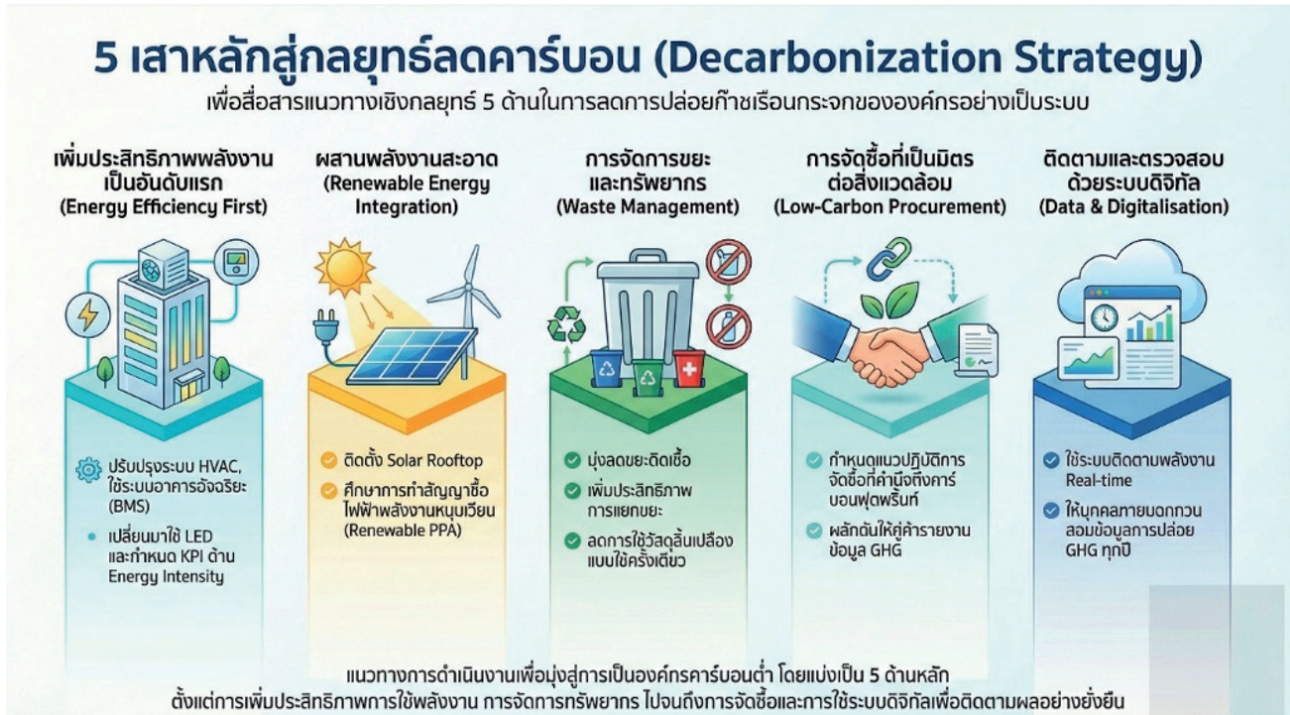 5 เสาหลักสู่กลยุทธ์ลดคาร์บอน (Decarbonization Strategy)
เพื่อสื่อสารแนวทางเชิงกลยุทธ์ 5 ด้านในการลดการปล่อยก๊าซเรือนกระจกขององค์กรอย่างเป็นระบบ
เพิ่มประสิทธิภาพพลังงาน
เป็นอันดับแรก
(Energy Efficiency First)
ปรับปรุงระบบ HVAC,
ใช้ระบบอาคารอัจฉริยะ
(BMS)
เปลี่ยนมาใช้ LED
และกำหนด KPI ด้าน
Energy Intensity
ผสานพลังงานสะอาด
(Renewable Energy
Integration)
ติดตั้ง Solar Rooftop
ศึกษาการทำสัญญาซื้อ
ไฟฟ้าพลังงานหมุนเวียน
(Renewable PPA)
การจัดการขยะ
และทรัพยากร
(Waste Management)
มุ่งลดขยะติดเชื้อ
เพิ่มประสิทธิภาพ
การแยกขยะ
ลดการใช้วัสดุสิ้นเปลือง
แบบใช้ครั้งเดียว
การจัดซื้อที่เป็นมิตร
ต่อสิ่งแวดล้อม
(Low-Carbon Procurement)
กำหนดแนวปฏิบัติการ
จัดซื้อที่คำนึงถึงคาร์
บอนฟุตพริ้นท์
ผลักดันให้คู่ค้ารายงาน
ข้อมูล GHG
ติดตามและตรวจสอบ
ด้วยระบบดิจิทัล
(Data & Digitalisation)
ใช้ระบบติดตามพลังงาน
Real-time
ให้บุคคลภายนอกทวน
สอบข้อมูลการปล่อย
GHG ทุกปี
แนวทางการดำเนินงานเพื่อมุ่งสู่การเป็นองค์กรคาร์บอนต่ำ โดยแบ่งเป็น 5 ด้านหลัก
ตั้งแต่การเพิ่มประสิทธิภาพการใช้พลังงาน การจัดการทรัพยากร ไปจนถึงการจัดซื้อและการใช้ระบบดิจิทัลเพื่อติดตามผลอย่างยั่งยืน